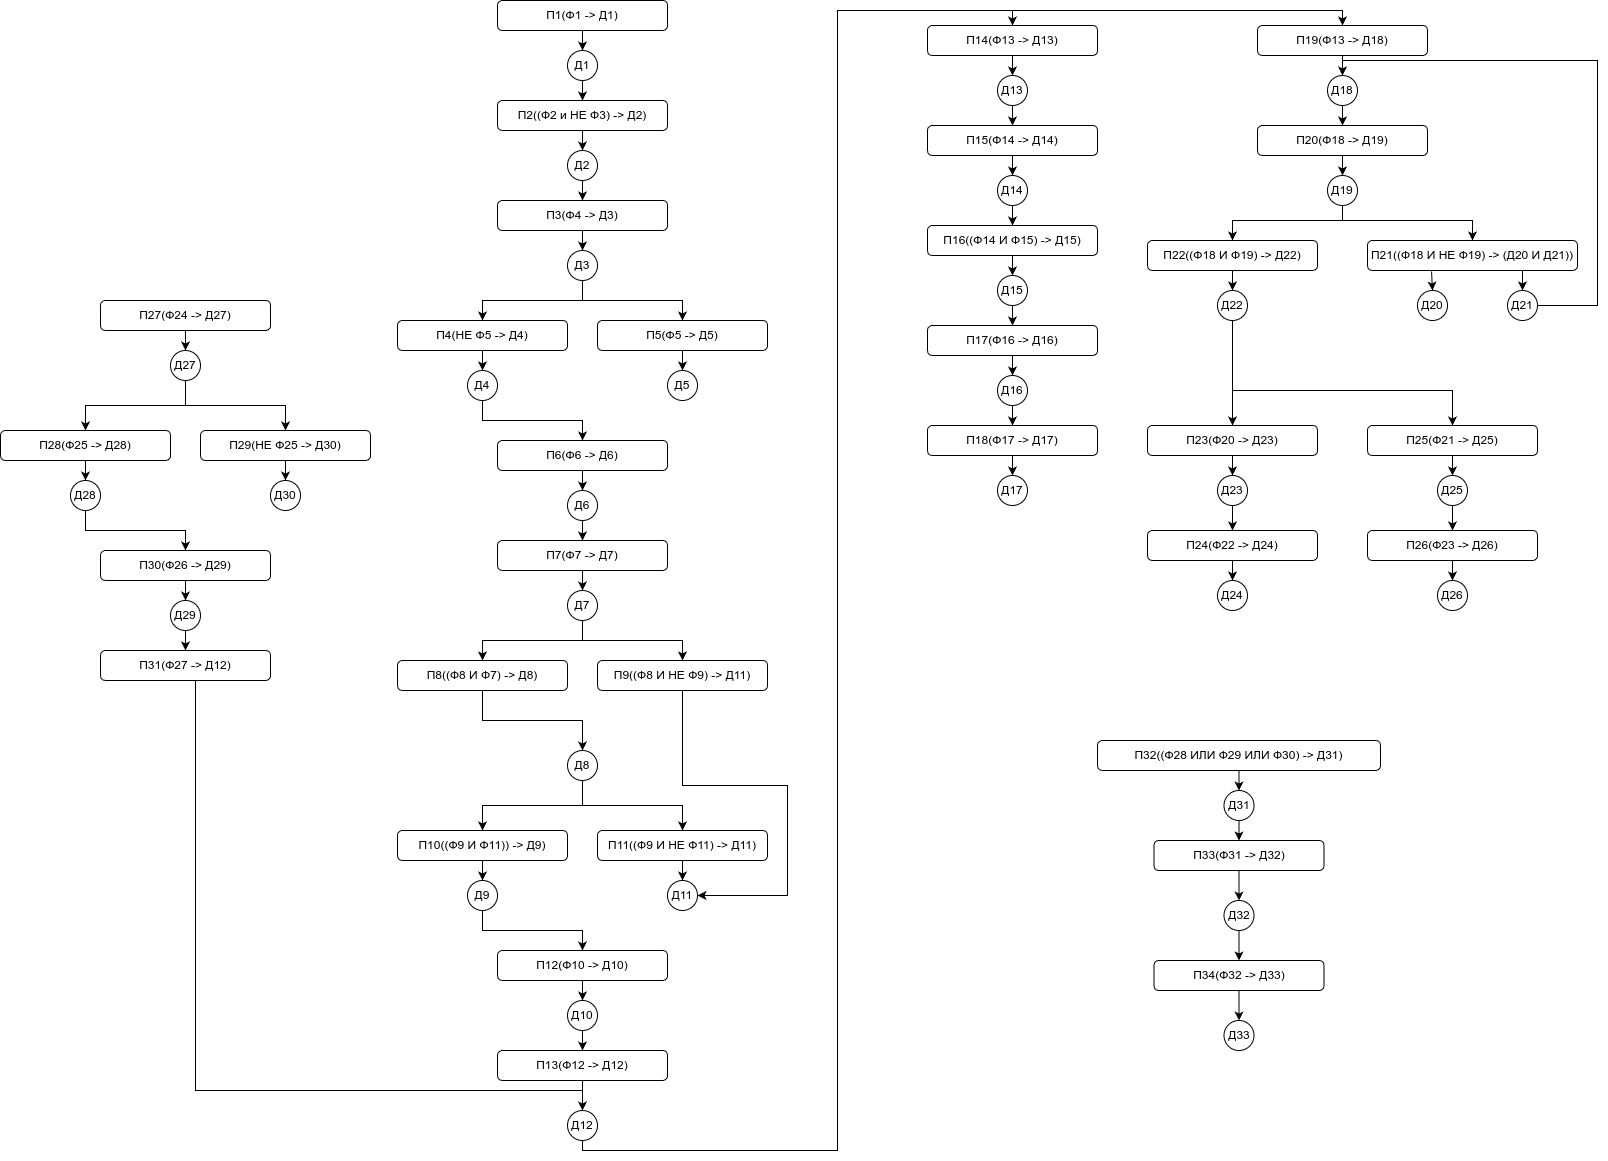 П1(Ф1 -> Д1)
Д1
П2((Ф2 и НЕ Ф3) -> Д2)
Д2
П3(Ф4 -> Д3)
Д3
П4(НЕ Ф5 -> Д4)
П5(Ф5 -> Д5)
Д4
Д5
П6(Ф6 -> Д6)
Д6
П7(Ф7 -> Д7)
Д7
П8((Ф8 И Ф7) -> Д8)
П9((Ф8 И НЕ Ф9) -> Д11)
Д8
П10((Ф9 И Ф11)) -> Д9)
П11((Ф9 И НЕ Ф11) -> Д11)
Д9
Д11
П12(Ф10 -> Д10)
Д10
П13(Ф12 -> Д12)
Д12
П27(Ф24 -> Д27)
Д27
П28(Ф25 -> Д28)
П29(НЕ Ф25 -> Д30)
Д28
Д30
П30(Ф26 -> Д29)
Д29
П31(Ф27 -> Д12)
П14(Ф13 -> Д13)
Д13
П15(Ф14 -> Д14)
Д14
П16((Ф14 И Ф15) -> Д15)
Д15
П17(Ф16 -> Д16)
Д16
П18(Ф17 -> Д17)
Д17
П19(Ф13 -> Д18)
Д18
П20(Ф18 -> Д19)
Д19
П22((Ф18 И Ф19) -> Д22)
П21((Ф18 И НЕ Ф19) -> (Д20 И Д21))
Д22
Д20
Д21
П23(Ф20 -> Д23)
П25(Ф21 -> Д25)
Д23
Д25
П24(Ф22 -> Д24)
П26(Ф23 -> Д26)
Д24
Д26
П32((Ф28 ИЛИ Ф29 ИЛИ Ф30) -> Д31)
Д31
П33(Ф31 -> Д32)
Д32
П34(Ф32 -> Д33)
Д33